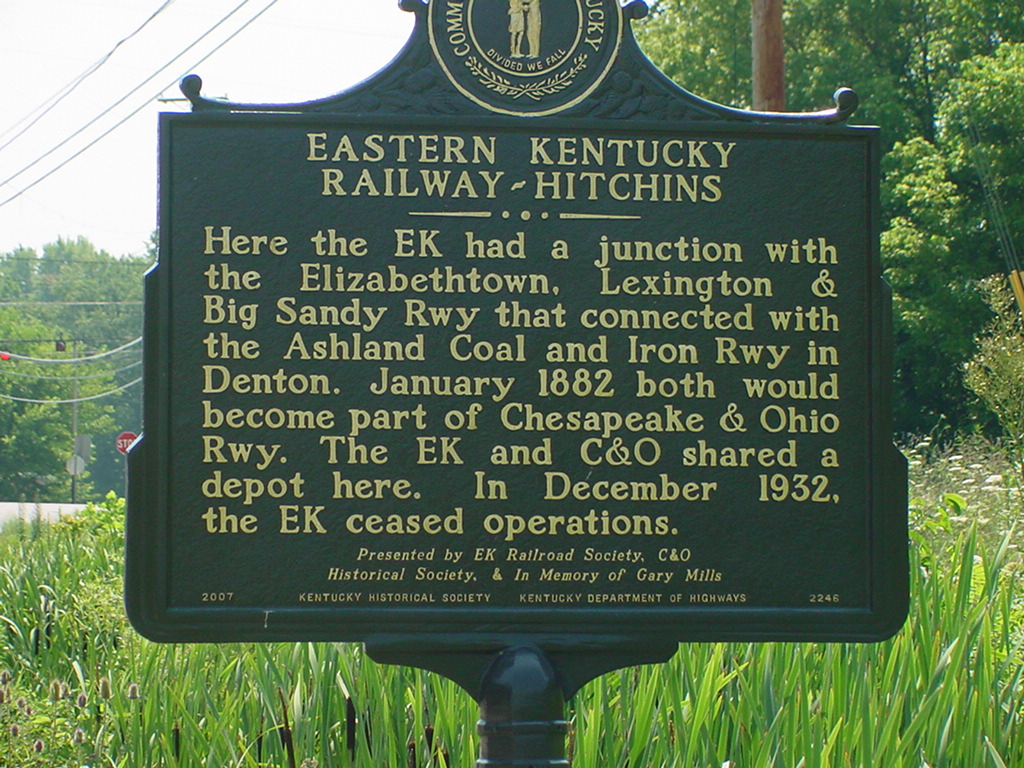 COMM
UCKY
DIVIDED WE FALL
EASTERN KENTUCKY
RAILWAY-HITCHINS
Here the EK had a junction with
the Elizabethtown, Lexington &
Big Sandy Rwy that connected with
the Ashland Coal and Iron Rwy in
Denton. January 1882 both would
become part of Chesapeake & Ohio
Rwy. The EK and C&O shared a
depot here. In December 1932,
the EK ceased operations.
Presented by EK Railroad Society, C&O
Historical Society, & In Memory of Gary Mills
2007 KENTUCKY HISTORICAL SOCIETY KENTUCKY DEPARTMENT OF HIGHWAYS 2246
STO